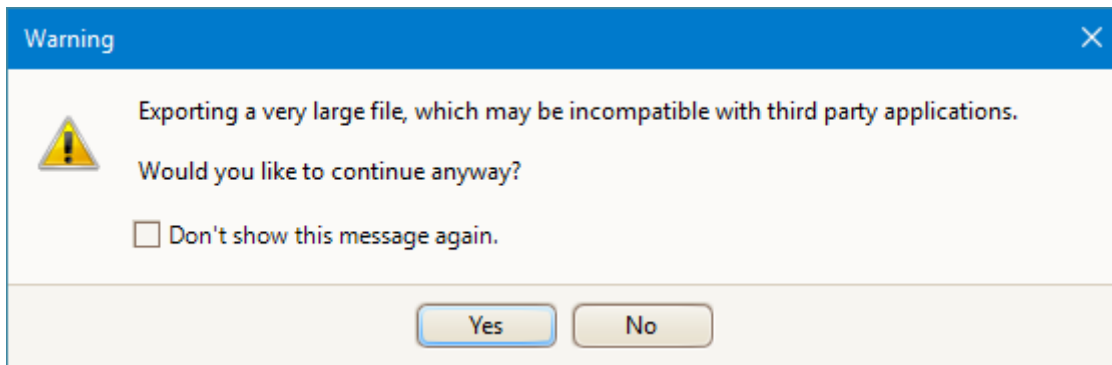 Warning
Exporting a very large file, which may be incompatible with third party applications.
Would you like to continue anyway?
Don't show this message again.
Yes
No